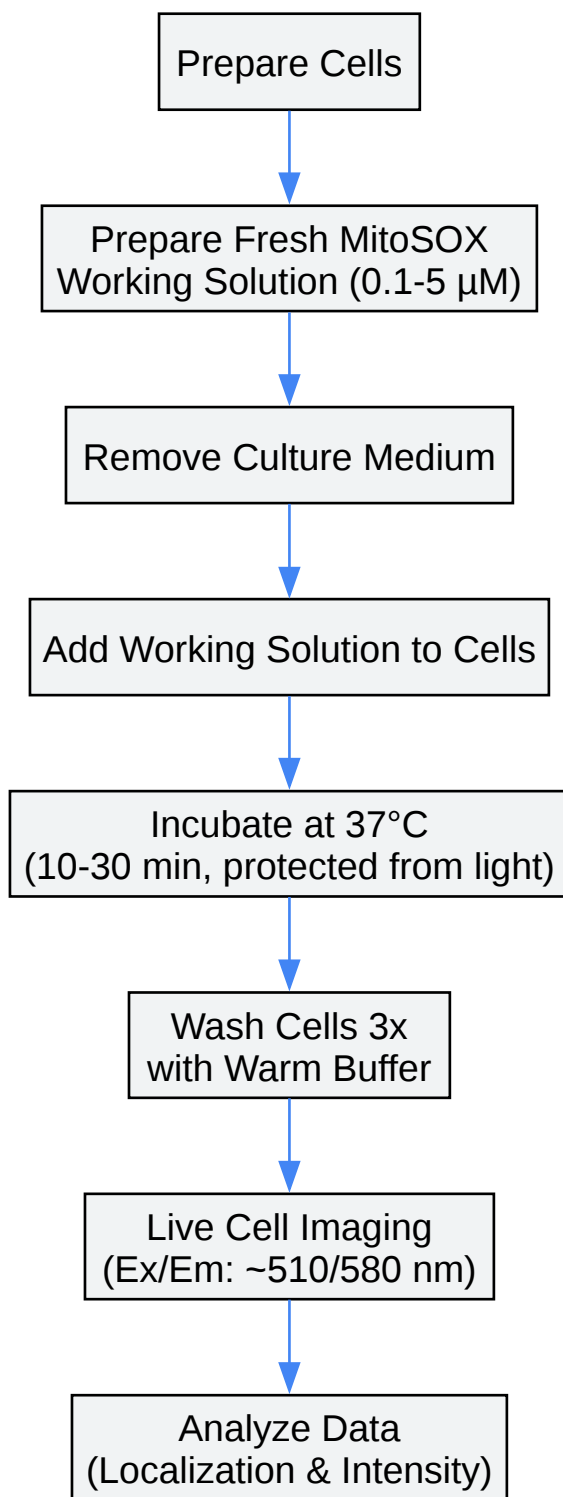 Prepare Cells
Prepare Fresh MitoSOX
Working Solution (0.1-5 µM)
Remove Culture Medium
Add Working Solution to Cells
Incubate at 37°C
(10-30 min, protected from light)
Wash Cells 3x
with Warm Buffer
Live Cell Imaging
(Ex/Em: ~510/580 nm)
Analyze Data
(Localization & Intensity)